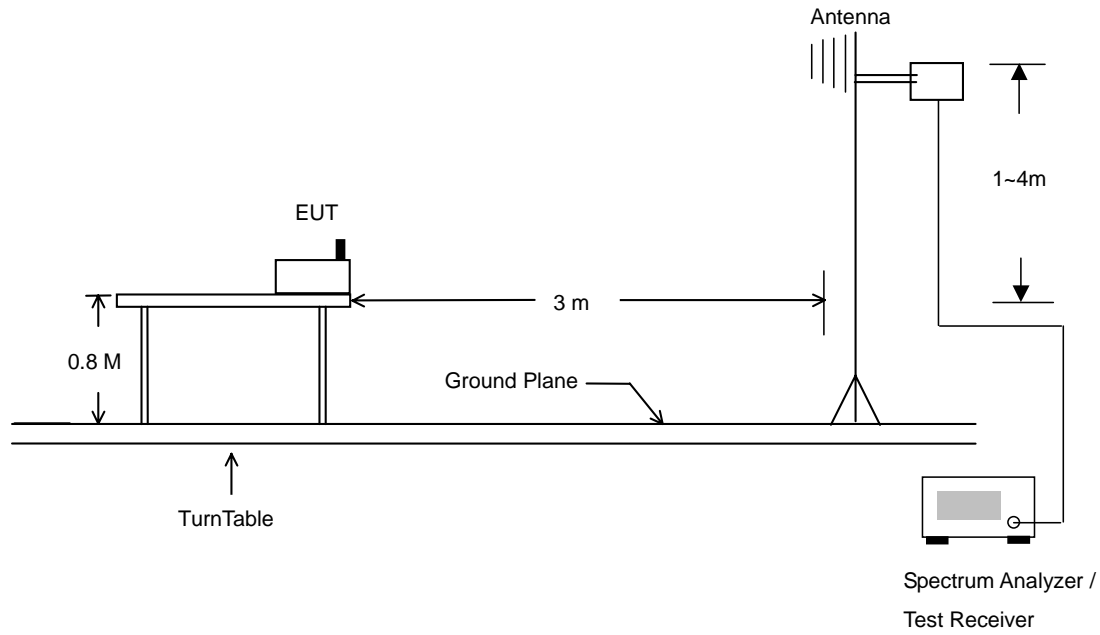 Antenna
1~4m
EUT
3 m
0.8 M
Ground Plane
TurnTable
Spectrum Analyzer /
Test Receiver